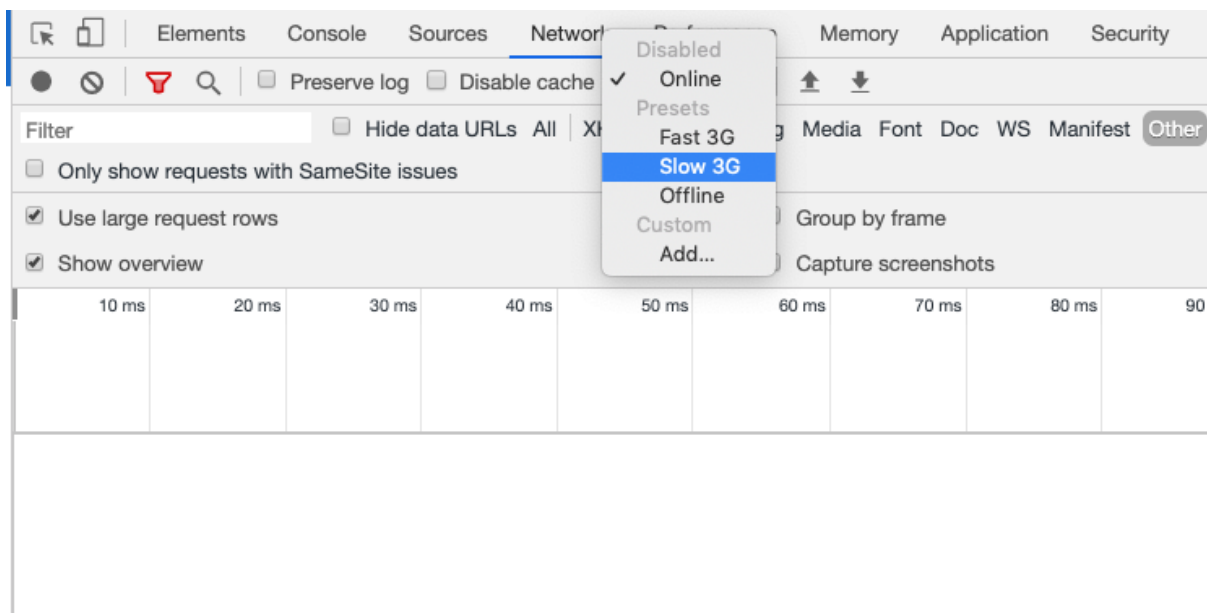 Elements Console Sources Network Memory Application Security
Disabled
Preserve log Disable cache ✓ Online
Presets
Filter Hide data URLs All Media Font Doc WS Manifest Other
Fast 3G
Only show requests with SameSite issues Slow 3G
Offline
Use large request rows Custom Group by frame
Show overview Add... Capture screenshots
10 ms 20 ms 30 ms 40 ms 50 ms 60 ms 70 ms 80 ms 90